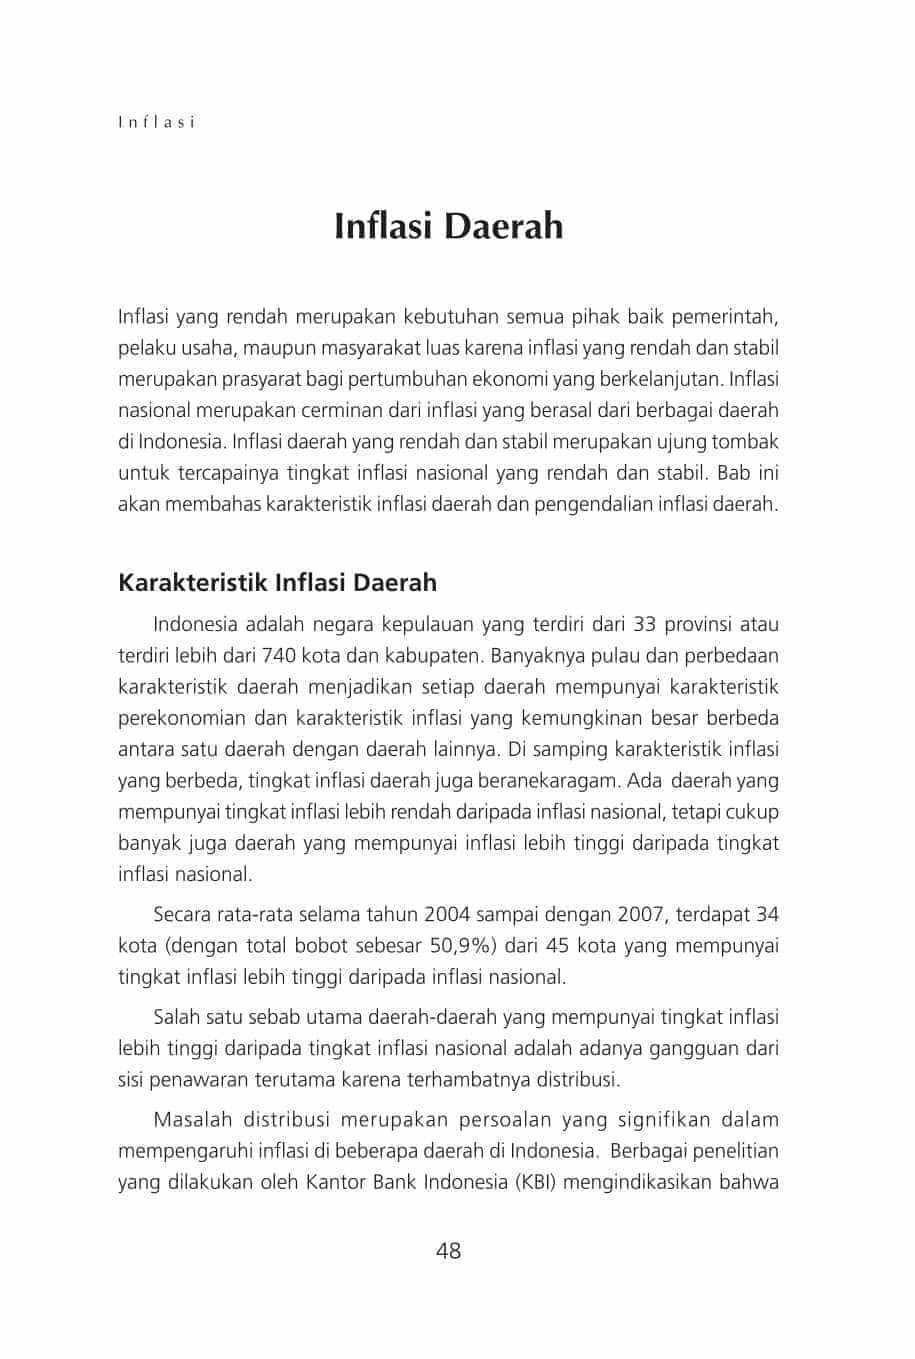 Inflasi
Inflasi Daerah
Inflasi yang rendah merupakan kebutuhan semua pihak baik pemerintah,
pelaku usaha, maupun masyarakat luas karena inflasi yang rendah dan stabil
merupakan prasyarat bagi pertumbuhan ekonomi yang berkelanjutan. Inflasi
nasional merupakan cerminan dari inflasi yang berasal dari berbagai daerah
di Indonesia. Inflasi daerah yang rendah dan stabil merupakan ujung tombak
untuk tercapainya tingkat inflasi nasional yang rendah dan stabil. Bab ini
akan membahas karakteristik inflasi daerah dan pengendalian inflasi daerah.
Karakteristik Inflasi Daerah
Indonesia adalah negara kepulauan yang terdiri dari 33 provinsi atau
terdiri lebih dari 740 kota dan kabupaten. Banyaknya pulau dan perbedaan
karakteristik daerah menjadikan setiap daerah mempunyai karakteristik
perekonomian dan karakteristik inflasi yang kemungkinan besar berbeda
antara satu daerah dengan daerah lainnya. Di samping karakteristik inflasi
yang berbeda, tingkat inflasi daerah juga beranekaragam. Ada daerah yang
mempunyai tingkat inflasi lebih rendah daripada inflasi nasional, tetapi cukup
banyak juga daerah yang mempunyai inflasi lebih tinggi daripada tingkat
inflasi nasional.
Secara rata-rata selama tahun 2004 sampai dengan 2007, terdapat 34
kota (dengan total bobot sebesar 50,9%) dari 45 kota yang mempunyai
tingkat inflasi lebih tinggi daripada inflasi nasional.
Salah satu sebab utama daerah-daerah yang mempunyai tingkat inflasi
lebih tinggi daripada tingkat inflasi nasional adalah adanya gangguan dari
sisi penawaran terutama karena terhambatnya distribusi.
Masalah distribusi merupakan persoalan yang signifikan dalam
mempengaruhi inflasi di beberapa daerah di Indonesia. Berbagai penelitian
yang dilakukan oleh Kantor Bank Indonesia (KBI) mengindikasikan bahwa
48